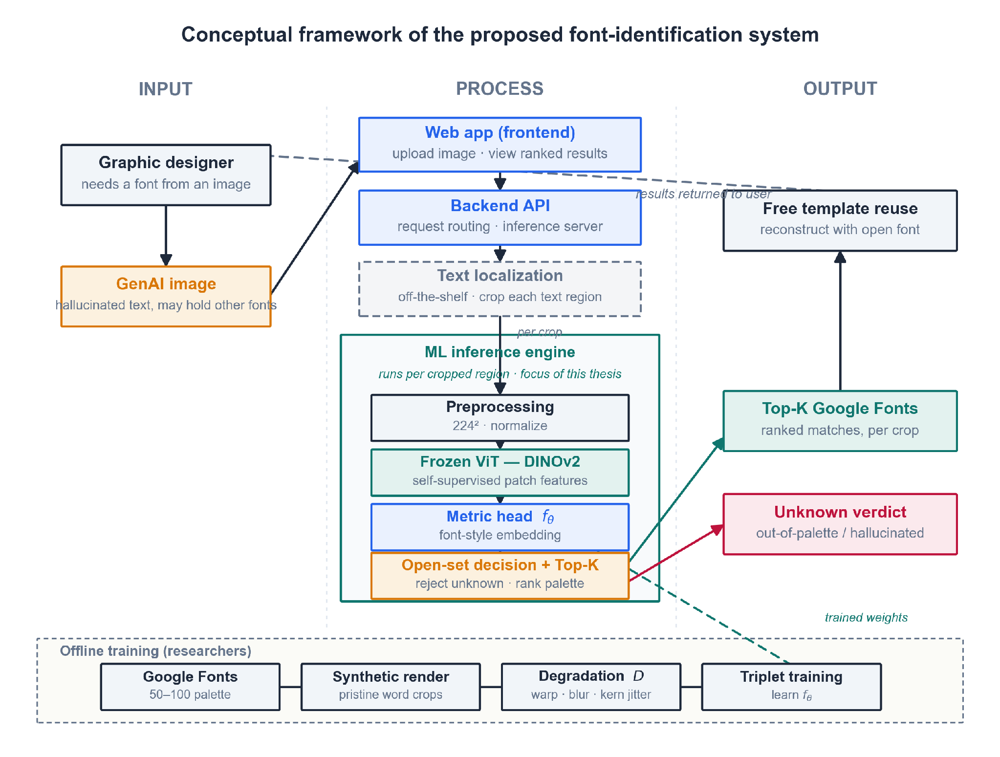 Conceptual framework of the proposed font-identification system
INPUT
PROCESS
OUTPUT
Graphic designer
needs a font from an image
GenAI image
hallucinated text, may hold other fonts
Web app (frontend)
upload image · view ranked results
Backend API
request routing · inference server
Text localization
off-the-shelf · crop each text region
per crop
ML inference engine
runs per cropped region · focus of this thesis
Preprocessing
224² · normalize
Frozen ViT — DINOv2
self-supervised patch features
Metric head fθ
font-style embedding
Open-set decision + Top-K
reject unknown · rank palette
results returned to user
Free template reuse
reconstruct with open font
Top-K Google Fonts
ranked matches, per crop
Unknown verdict
out-of-palette / hallucinated
trained weights
Offline training (researchers)
Google Fonts
50–100 palette
Synthetic render
pristine word crops
Degradation D
warp · blur · kern jitter
Triplet training
learn fθ